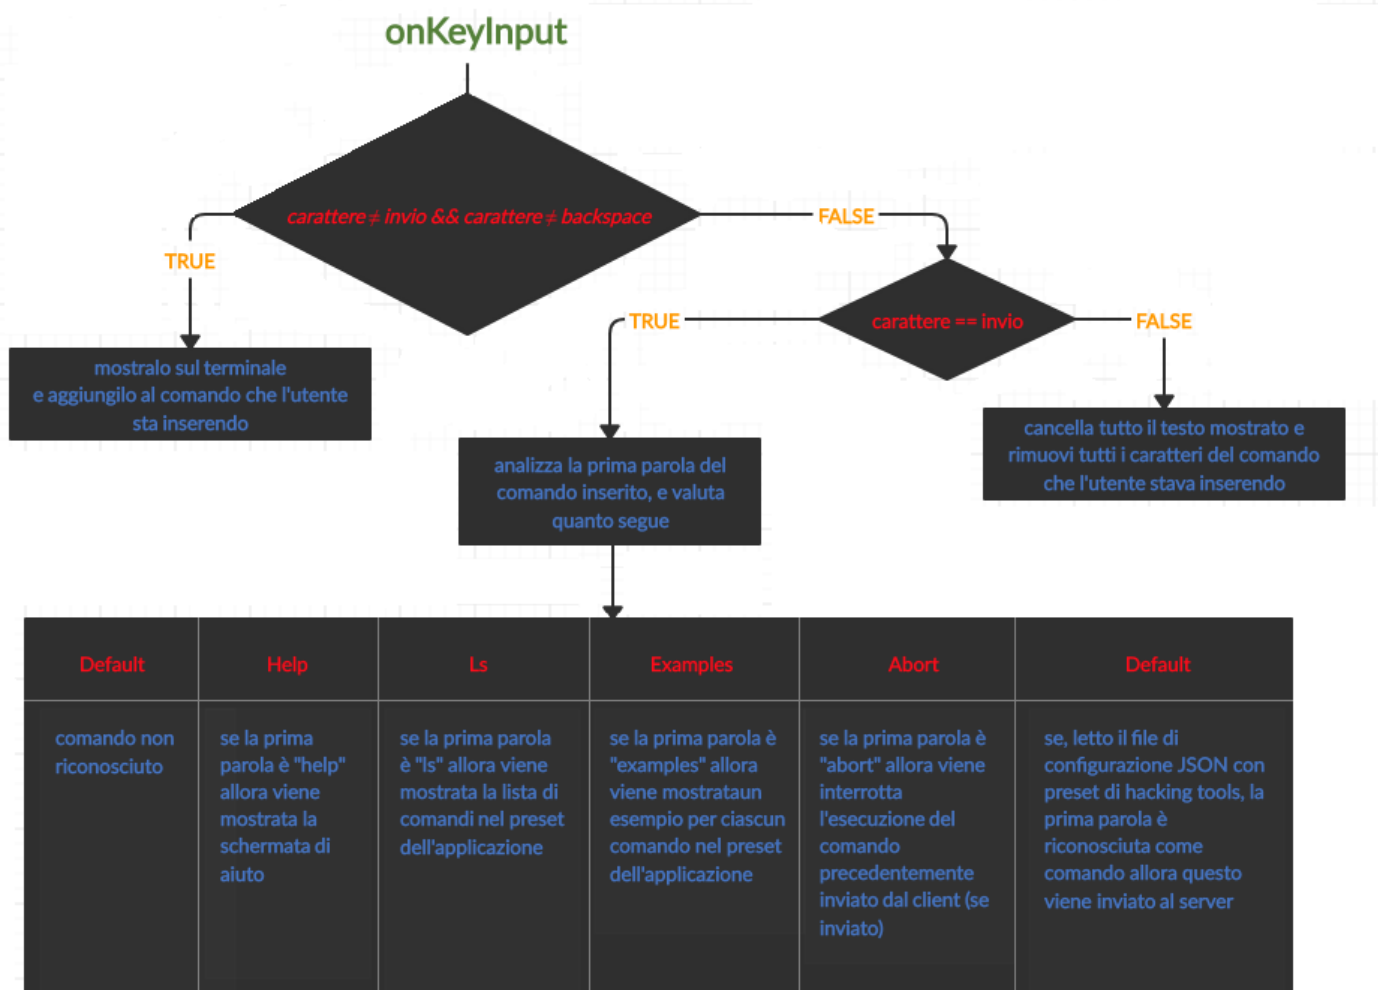 onKeyInput
carattere ≠ invio && carattere ≠ backspace
FALSE
TRUE
TRUE
carattere == invio
FALSE
mostralo sul terminale
e aggiungilo al comando che l'utente
sta inserendo
cancella tutto il testo mostrato e
rimuovi tutti i caratteri del comando
che l'utente stava inserendo
analizza la prima parola del
comando inserito, e valuta
quanto segue
Default
Help
Ls
Examples
Abort
Default
comando non
riconosciuto
se la prima
parola è "help"
allora viene
mostrata la
schermata di
aiuto
se la prima parola
è "ls" allora viene
mostrata la lista di
comandi nel preset
dell'applicazione
se la prima parola è
"examples" allora
viene mostrataun
esempio per ciascun
comando nel preset
dell'applicazione
se la prima parola è
"abort" allora viene
interrotta
l'esecuzione del
comando
precedentemente
inviato dal client (se
inviato)
se, letto il file di
configurazione JSON con
preset di hacking tools, la
prima parola è
riconosciuta come
comando allora questo
viene inviato al server